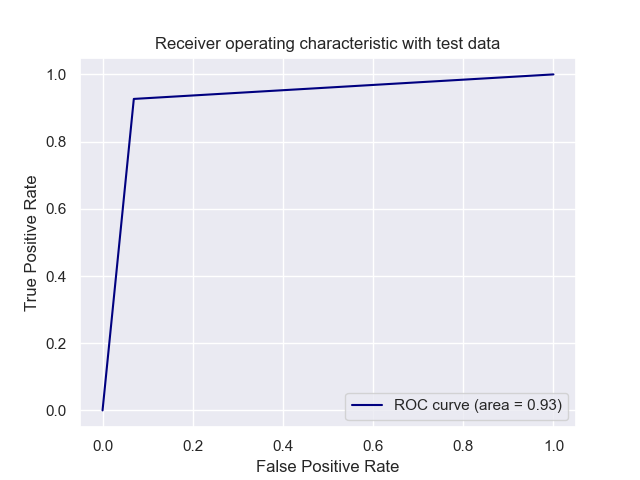 Receiver operating characteristic with test data
1.0
0.8
0.6
0.4
0.2
0.0
True Positive Rate
ROC curve (area = 0.93)
0.0 0.2 0.4 0.6 0.8 1.0
False Positive Rate